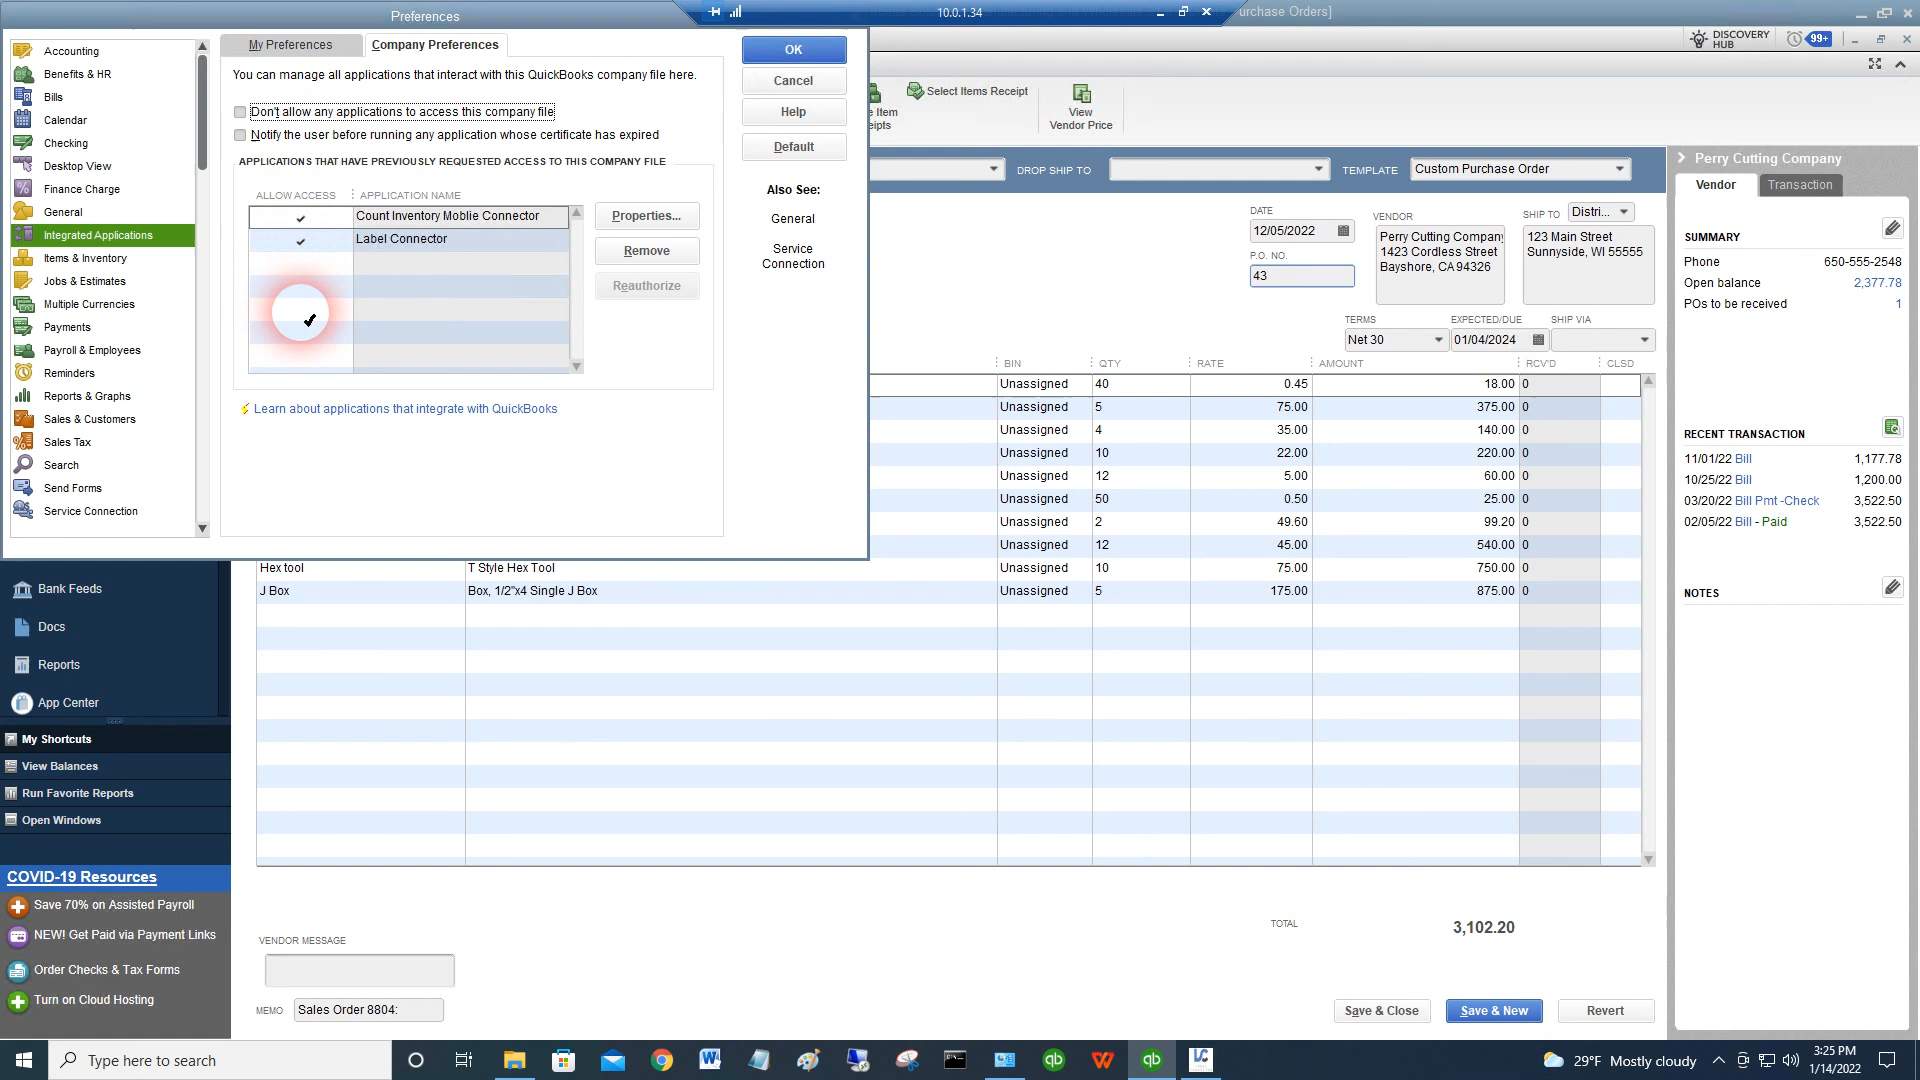 Preferences
10.0.1.34
urchase Orders]
My Preferences
Company Preferences
Accounting
Benefits & HR
Bills
Calendar
Checking
Desktop View
Finance Charge
General
Integrated Applications
Items & Inventory
Jobs & Estimates
Multiple Currencies
Payments
Payroll & Employees
Reminders
Reports & Graphs
Sales & Customers
Sales Tax
Search
Send Forms
Service Connection
You can manage all applications that interact with this QuickBooks company file here.
Don't allow any applications to access this company file
Notify the user before running any application whose certificate has expired
APPLICATIONS THAT HAVE PREVIOUSLY REQUESTED ACCESS TO THIS COMPANY FILE
ALLOW ACCESS APPLICATION NAME
Count Inventory Moblie Connector
Label Connector
Properties...
Remove
Reauthorize
Learn about applications that integrate with QuickBooks
OK
Cancel
Help
Default
Also See:
General
Service
Connection
DISCOVERY
HUB
99+
e Item
eipts
Select Items Receipt
View
Vendor Price
DROP SHIP TO
TEMPLATE Custom Purchase Order
DATE
12/05/2022
P.O. NO.
43
VENDOR
Perry Cutting Company
1423 Cordless Street
Bayshore, CA 94326
SHIP TO Distri...
123 Main Street
Sunnyside, WI 55555
TERMS EXPECTED/DUE SHIP VIA
Net 30 01/04/2024
BIN QTY RATE AMOUNT RCV'D CLSD
Unassigned 40 0.45 18.00 0
Unassigned 5 75.00 375.00 0
Unassigned 4 35.00 140.00 0
Unassigned 10 22.00 220.00 0
Unassigned 12 5.00 60.00 0
Unassigned 50 0.50 25.00 0
Unassigned 2 49.60 99.20 0
Unassigned 12 45.00 540.00 0
Hex tool T Style Hex Tool Unassigned 10 75.00 750.00 0
J Box Box, 1/2"x4 Single J Box Unassigned 5 175.00 875.00 0
TOTAL 3,102.20
VENDOR MESSAGE
MEMO Sales Order 8804:
Save & Close
Save & New
Revert
Perry Cutting Company
Vendor Transaction
SUMMARY
Phone 650-555-2548
Open balance 2,377.78
POs to be received 1
RECENT TRANSACTION
11/01/22 Bill 1,177.78
10/25/22 Bill 1,200.00
03/20/22 Bill Pmt -Check 3,522.50
02/05/22 Bill - Paid 3,522.50
NOTES
Bank Feeds
Docs
Reports
App Center
My Shortcuts
View Balances
Run Favorite Reports
Open Windows
COVID-19 Resources
Save 70% on Assisted Payroll
NEW! Get Paid via Payment Links
Order Checks & Tax Forms
Turn on Cloud Hosting
Type here to search
29°F Mostly cloudy
3:25 PM
1/14/2022